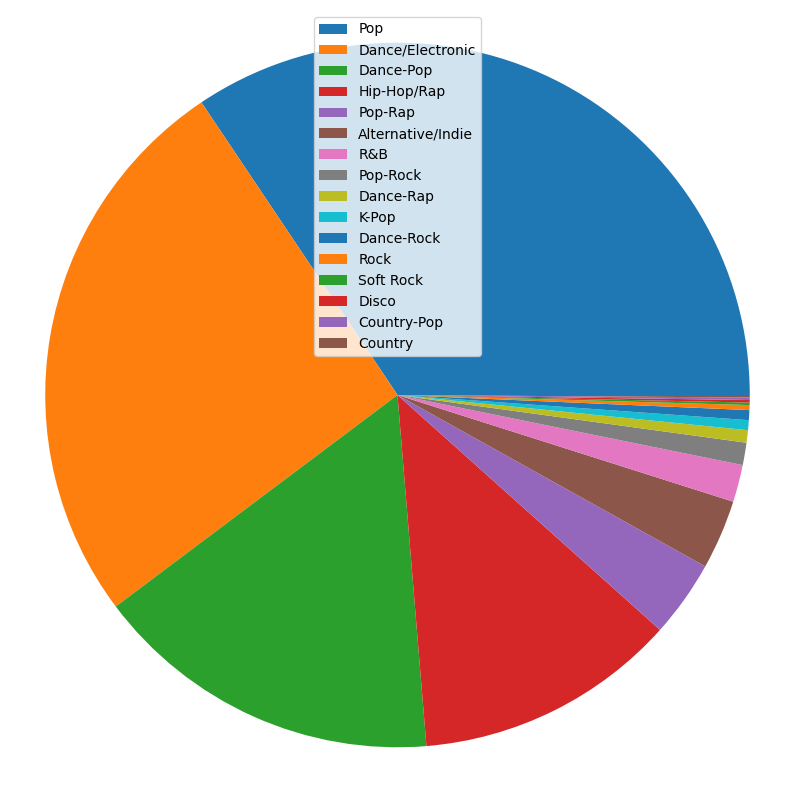 Pop
Dance/Electronic
Dance-Pop
Hip-Hop/Rap
Pop-Rap
Alternative/Indie
R&B
Pop-Rock
Dance-Rap
K-Pop
Dance-Rock
Rock
Soft Rock
Disco
Country-Pop
Country